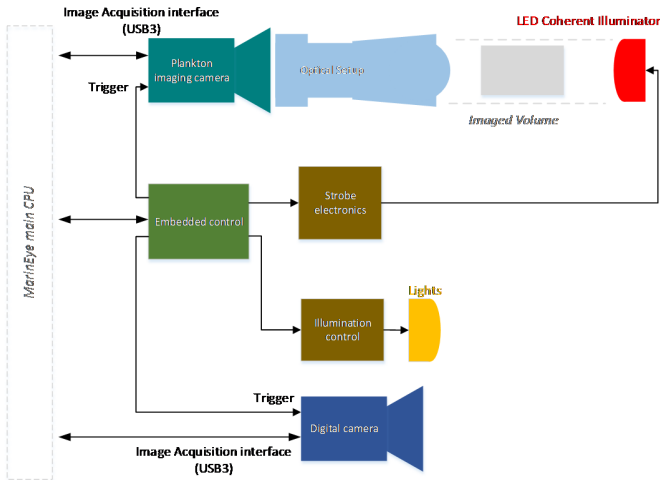 Image Acquisition interface
(USB3)
LED Coherent Illuminator
Plankton
imaging camera
Optical Setup
Trigger
Imaged Volume
MarinEye main CPU
Embedded control
Strobe
electronics
Lights
Illumination
control
Trigger
Digital camera
Image Acquisition interface
(USB3)